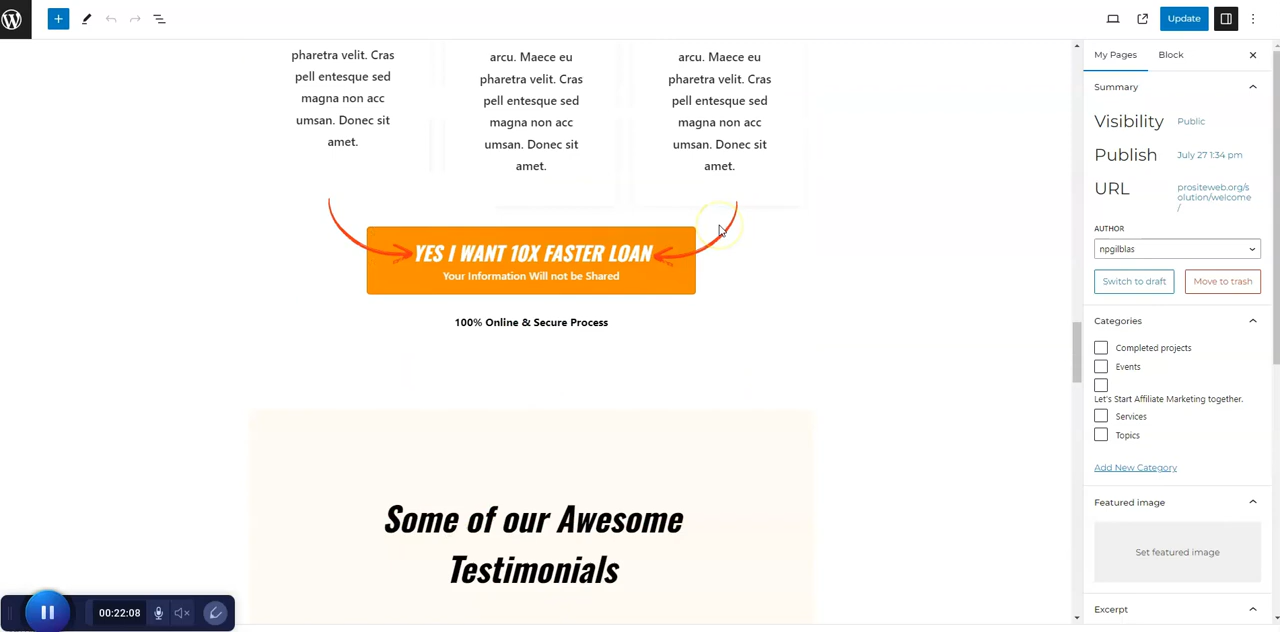 Update
pharetra velit. Cras
pell entesque sed
magna non acc
umsan. Donec sit
amet.
arcu. Maece eu
pharetra velit. Cras
pell entesque sed
magna non acc
umsan. Donec sit
amet.
arcu. Maece eu
pharetra velit. Cras
pell entesque sed
magna non acc
umsan. Donec sit
amet.
YES I WANT 10X FASTER LOAN
Your Information Will not be Shared
100% Online & Secure Process
Some of our Awesome
Testimonials
00:22:08
My Pages
Block
Summary
Visibility
Public
Publish
July 27 1:34 pm
URL
prositeweb.org/s
olution/welcome
/
AUTHOR
npgilblas
Switch to draft
Move to trash
Categories
Completed projects
Events
Let's Start Affiliate Marketing together.
Services
Topics
Add New Category
Featured image
Set featured image
Excerpt